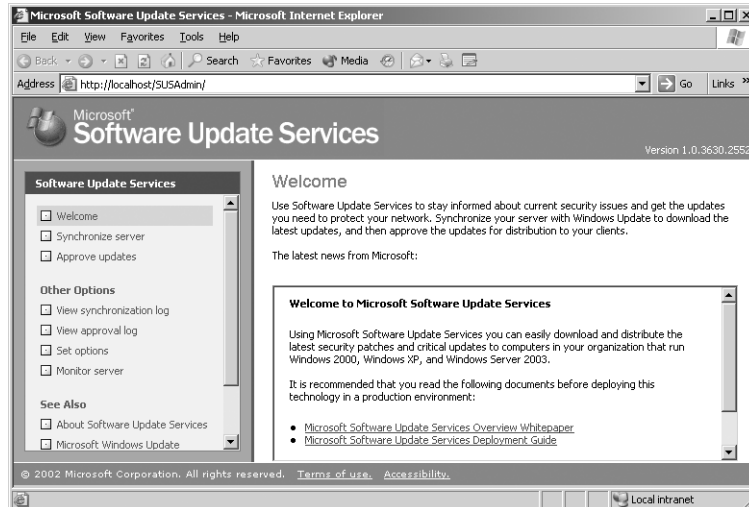 Microsoft Software Update Services - Microsoft Internet Explorer
File Edit View Favorites Tools Help
Back Search Favorites Media
Address http://localhost/SUSAdmin/ Go Links »
Microsoft®
Software Update Services
Version 1.0.3630.2552
Software Update Services
Welcome
Synchronize server
Approve updates
Other Options
View synchronization log
View approval log
Set options
Monitor server
See Also
About Software Update Services
Microsoft Windows Update
Welcome
Use Software Update Services to stay informed about current security issues and get the updates
you need to protect your network. Synchronize your server with Windows Update to download the
latest updates, and then approve the updates for distribution to your clients.
The latest news from Microsoft:
Welcome to Microsoft Software Update Services
Using Microsoft Software Update Services you can easily download and distribute the
latest security patches and critical updates to computers in your organization that run
Windows 2000, Windows XP, and Windows Server 2003.
It is recommended that you read the following documents before deploying this
technology in a production environment:
• Microsoft Software Update Services Overview Whitepaper
• Microsoft Software Update Services Deployment Guide
© 2002 Microsoft Corporation. All rights reserved. Terms of use. Accessibility.
Local intranet